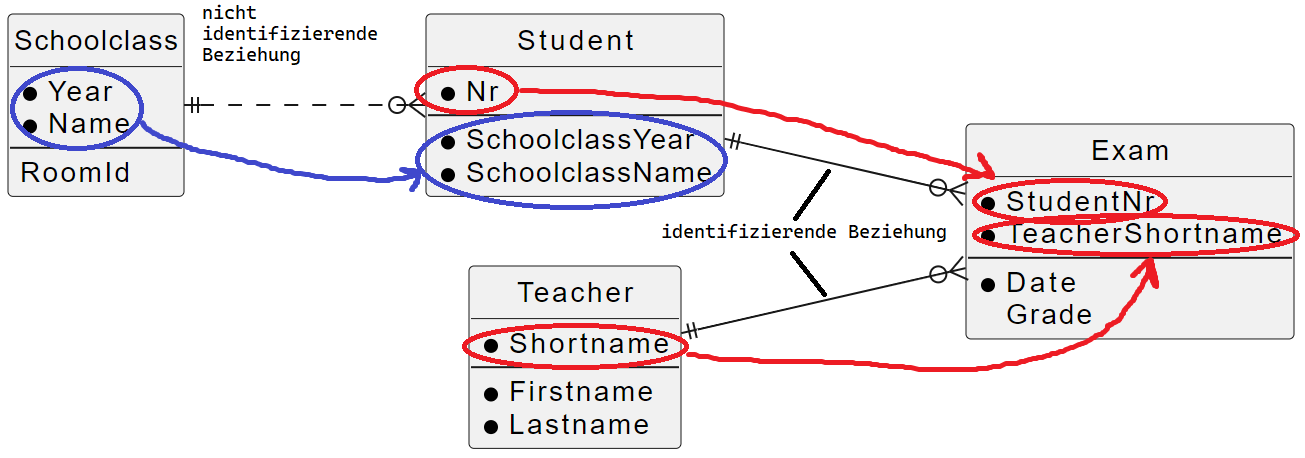 nicht
identifizierende
Beziehung
Schoolclass
Year
Name
RoomId
Student
Nr
SchoolclassYear
SchoolclassName
Exam
StudentNr
TeacherShortname
Date
Grade
identifizierende Beziehung
Teacher
Shortname
Firstname
Lastname